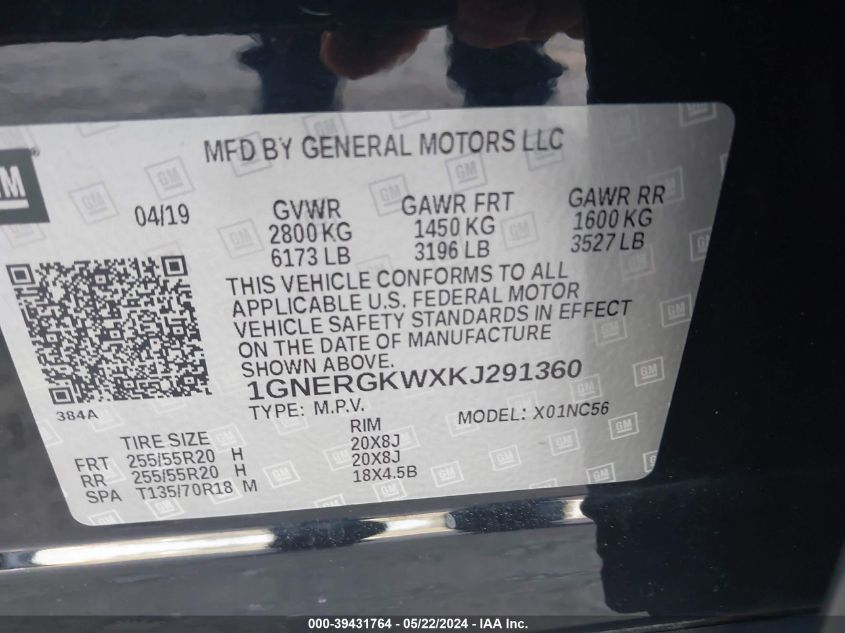 MFD BY GENERAL MOTORS LLC
GM
04/19
GVWR GAWR FRT GAWR RR
2800 KG 1450 KG 1600 KG
6173 LB 3196 LB 3527 LB
THIS VEHICLE CONFORMS TO ALL
APPLICABLE U.S. FEDERAL MOTOR
VEHICLE SAFETY STANDARDS IN EFFECT
ON THE DATE OF MANUFACTURE
SHOWN ABOVE.
1GNERGKWXKJ291360
384A
TYPE: M.P.V. MODEL: X01NC56
TIRE SIZE RIM
FRT 255/55R20 H 20X8J
RR 255/55R20 H 20X8J
SPA T135/70R18 M 18X4.5B
000-39431764 - 05/22/2024 - IAA Inc.